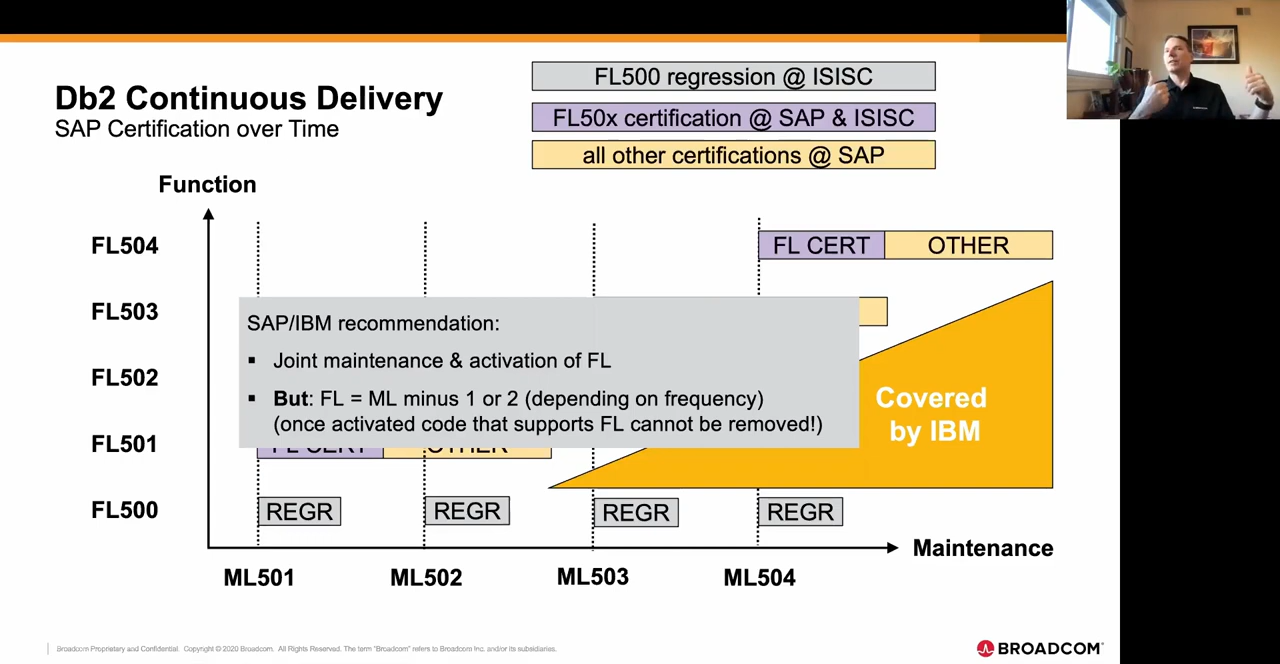 FL500 regression @ ISISC
Db2 Continuous Delivery
FL50x certification @ SAP & ISISC
SAP Certification over Time
all other certifications @ SAP
Function
FL504
FL CERT
OTHER
FL503
SAP/IBM recommendation:
▪ Joint maintenance & activation of FL
FL502
▪ But: FL = ML minus 1 or 2 (depending on frequency)
(once activated code that supports FL cannot be removed!)
Covered
by IBM
FL501
FL CERT
OTHER
FL500
REGR
REGR
REGR
REGR
Maintenance
ML501
ML502
ML503
ML504
Broadcom Proprietary and Confidential. Copyright © 2020 Broadcom. All Rights Reserved. The term "Broadcom" refers to Broadcom Inc. and/or its subsidiaries.
BROADCOM®